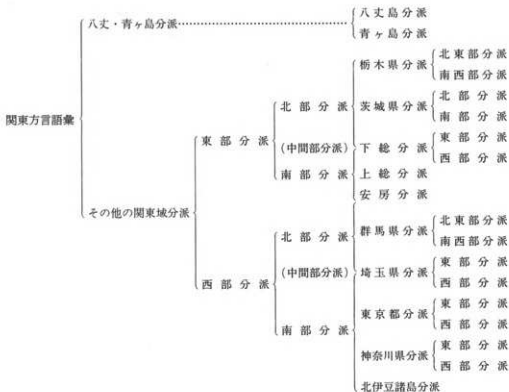 関東方言語彙
八丈・青ヶ島分派
八丈島分派
青ヶ島分派
その他の関東域分派
東部分派
北部分派
栃木県分派
北東部分派
南西部分派
茨城県分派
北部分派
南部分派
(中間部分派)
下総分派
東部分派
西部分派
南部分派
上総分派
安房分派
西部分派
北部分派
群馬県分派
北東部分派
南西部分派
(中間部分派)
埼玉県分派
東部分派
西部分派
南部分派
東京都分派
東部分派
西部分派
神奈川県分派
東部分派
西部分派
北伊豆諸島分派